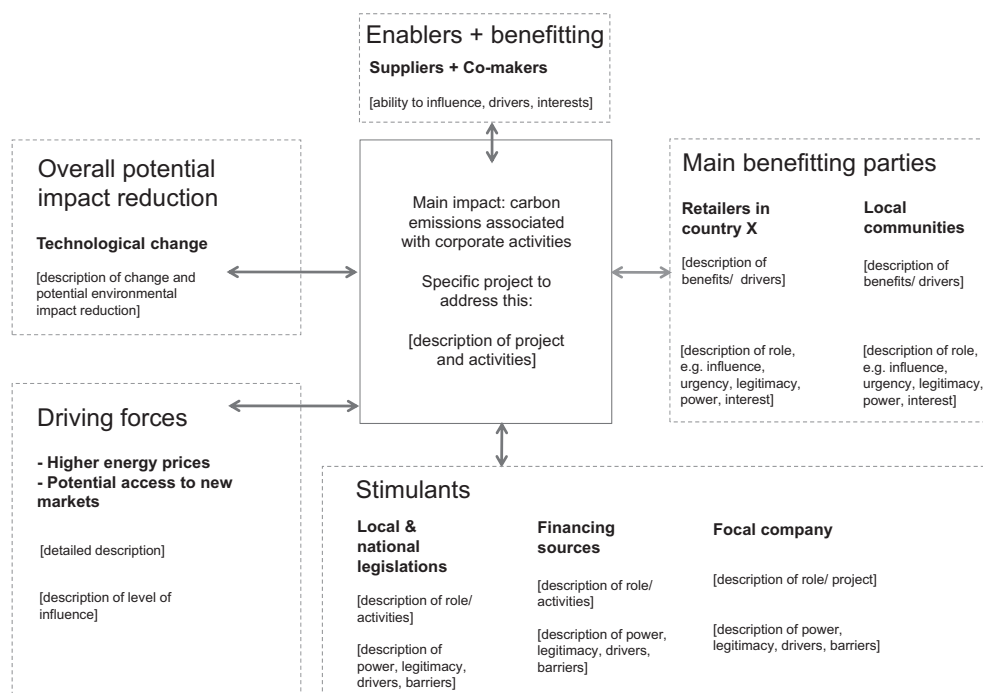 Enablers + benefitting
Suppliers + Co-makers
[ability to influence, drivers, interests]
Overall potential
impact reduction
Technological change
[description of change and
potential environmental
impact reduction]
Main impact: carbon
emissions associated
with corporate activities
Specific project to
address this:
[description of project
and activities]
Main benefitting parties
Retailers in
country X
[description of
benefits/ drivers]
[description of role,
e.g. influence,
urgency, legitimacy,
power, interest]
Local
communities
[description of
benefits/ drivers]
[description of role,
e.g. influence,
urgency, legitimacy,
power, interest]
Driving forces
- Higher energy prices
- Potential access to new
markets
[detailed description]
[description of level of
influence]
Stimulants
Local &
national
legislations
[description of role/
activities]
[description of
power, legitimacy,
drivers, barriers]
Financing
sources
[description of role/
activities]
[description of power,
legitimacy, drivers,
barriers]
Focal company
[description of role/ project]
[description of power,
legitimacy, drivers, barriers]